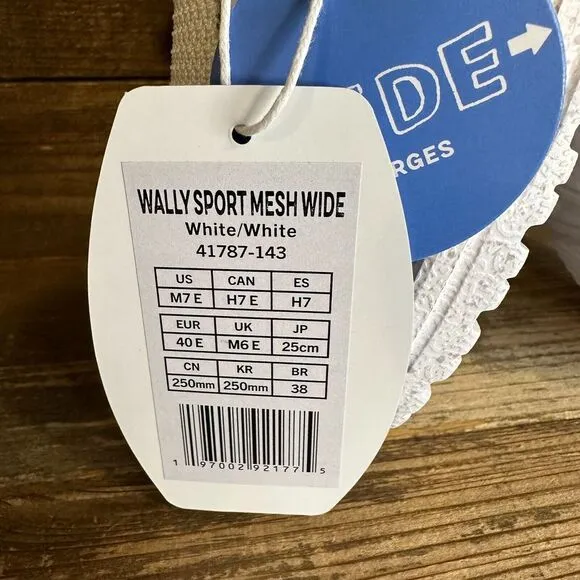 IDE
RGES
WALLY SPORT MESH WIDE
White/White
41787-143
US CAN ES
M7 E H7 E H7
EUR UK JP
40 E M6 E 25cm
CN KR BR
250mm 250mm 38
1 97002 92177 5